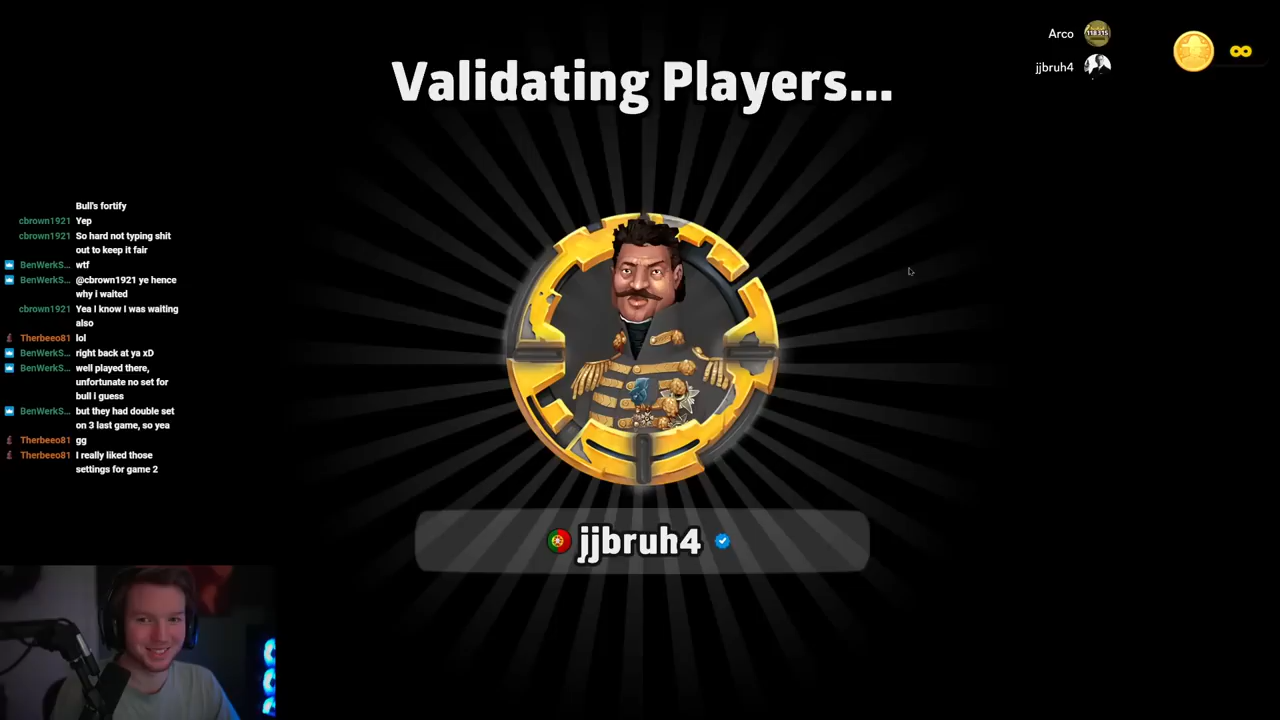 Validating Players...
Arco
118 315
jjbruh4
∞
Bull's fortify
cbrown1921 Yep
cbrown1921 So hard not typing shit
out to keep it fair
BenWerkS... wtf
BenWerkS... @cbrown1921 ye hence
why i waited
cbrown1921 Yea I know I was waiting
also
Therbeeo81 lol
BenWerkS... right back at ya xD
BenWerkS... well played there,
unfortunate no set for
bull i guess
BenWerkS... but they had double set
on 3 last game, so yea
Therbeeo81 gg
Therbeeo81 I really liked those
settings for game 2
jjbruh4